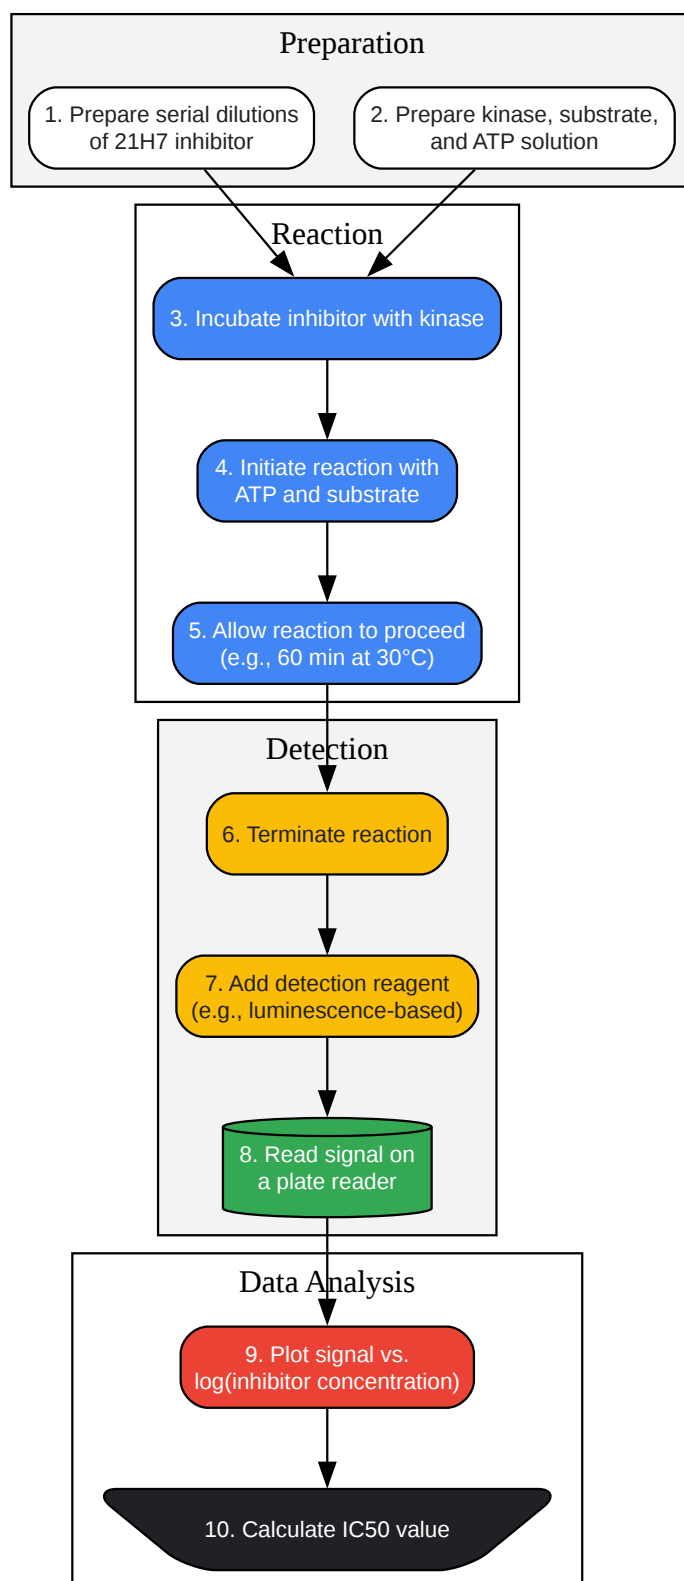 Preparation
1. Prepare serial dilutions
of 21H7 inhibitor
2. Prepare kinase, substrate,
and ATP solution
Reaction
3. Incubate inhibitor with kinase
4. Initiate reaction with
ATP and substrate
5. Allow reaction to proceed
(e.g., 60 min at 30°C)
Detection
6. Terminate reaction
7. Add detection reagent
(e.g., luminescence-based)
8. Read signal on
a plate reader
Data Analysis
9. Plot signal vs.
log(inhibitor concentration)
10. Calculate IC50 value